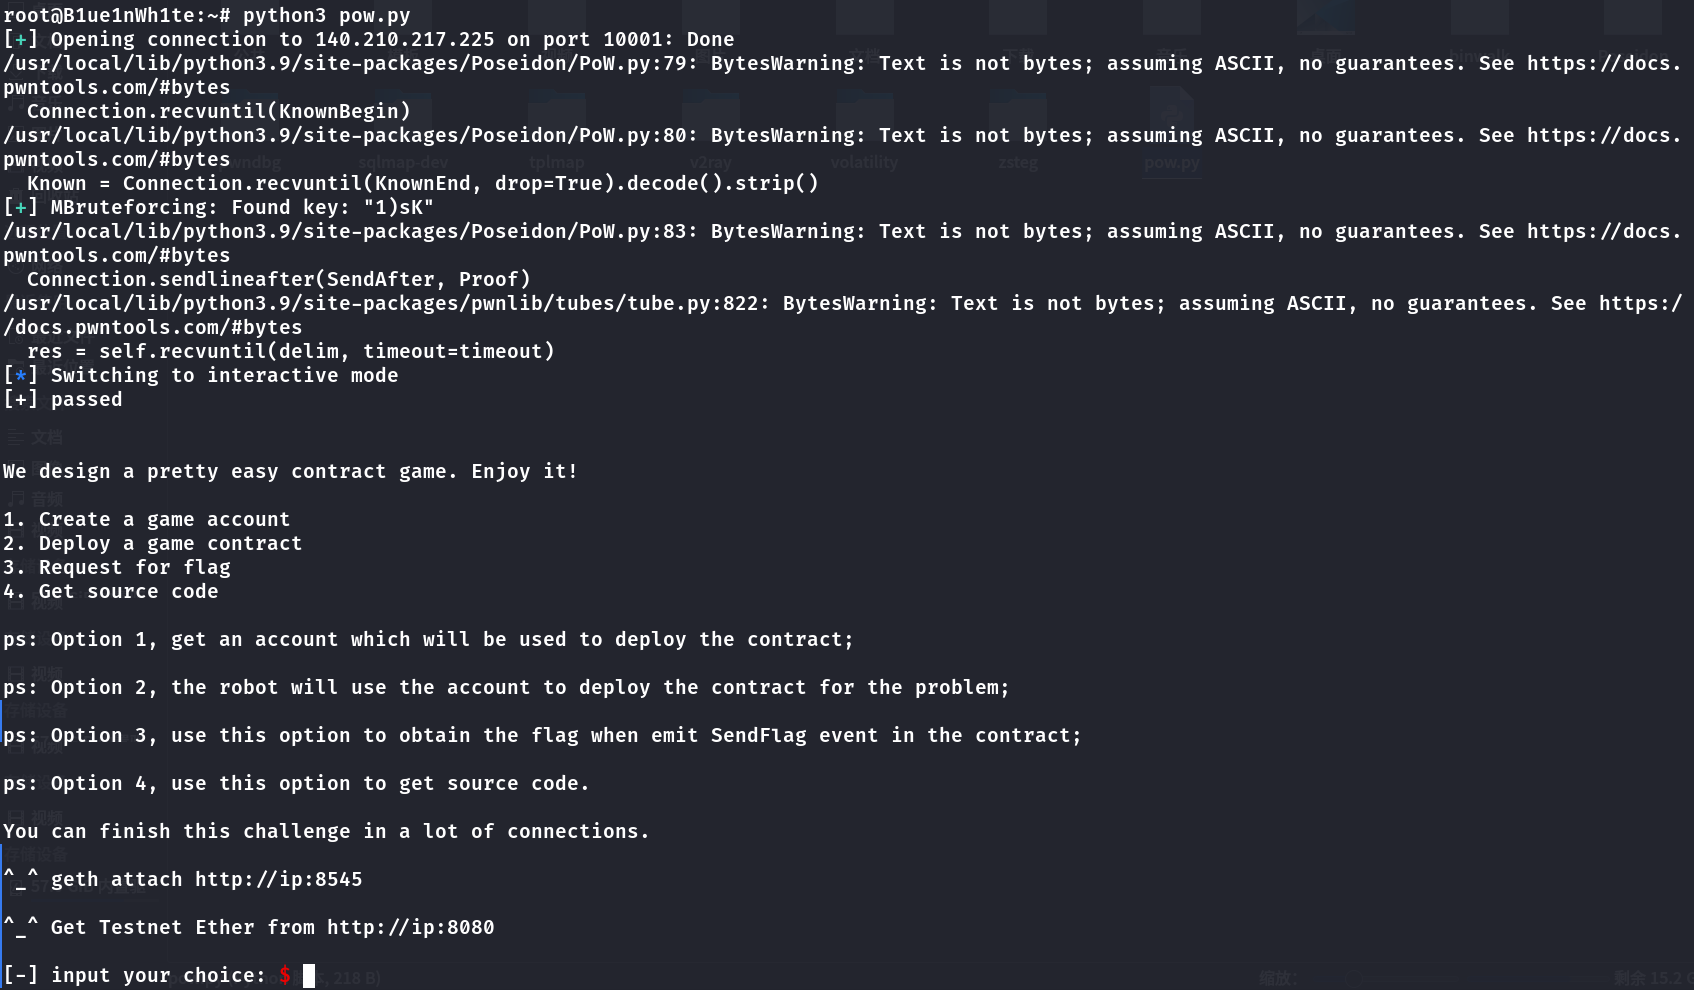 root@B1ue1nWh1te:~# python3 pow.py
[+] Opening connection to 140.210.217.225 on port 10001: Done
/usr/local/lib/python3.9/site-packages/Poseidon/PoW.py:79: BytesWarning: Text is not bytes; assuming ASCII, no guarantees. See https://docs.
pwntools.com/#bytes
  Connection.recvuntil(KnownBegin)
/usr/local/lib/python3.9/site-packages/Poseidon/PoW.py:80: BytesWarning: Text is not bytes; assuming ASCII, no guarantees. See https://docs.
pwntools.com/#bytes
  Known = Connection.recvuntil(KnownEnd, drop=True).decode().strip()
[+] MBruteforcing: Found key: "1)sK"
/usr/local/lib/python3.9/site-packages/Poseidon/PoW.py:83: BytesWarning: Text is not bytes; assuming ASCII, no guarantees. See https://docs.
pwntools.com/#bytes
  Connection.sendlineafter(SendAfter, Proof)
/usr/local/lib/python3.9/site-packages/pwnlib/tubes/tube.py:822: BytesWarning: Text is not bytes; assuming ASCII, no guarantees. See https:/
/docs.pwntools.com/#bytes
  res = self.recvuntil(delim, timeout=timeout)
[*] Switching to interactive mode
[+] passed
We design a pretty easy contract game. Enjoy it!
1. Create a game account
2. Deploy a game contract
3. Request for flag
4. Get source code
ps: Option 1, get an account which will be used to deploy the contract;
ps: Option 2, the robot will use the account to deploy the contract for the problem;
ps: Option 3, use this option to obtain the flag when emit SendFlag event in the contract;
ps: Option 4, use this option to get source code.
You can finish this challenge in a lot of connections.
^_^ geth attach http://ip:8545
^_^ Get Testnet Ether from http://ip:8080
[-] input your choice: $